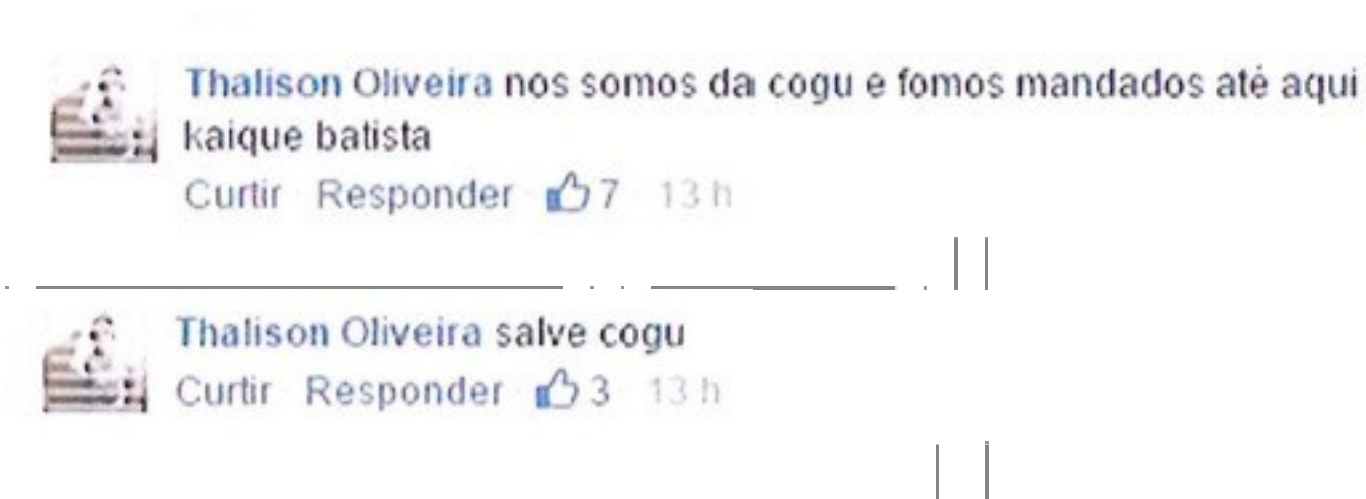 Thalison Oliveira nos somos da cogu e fomos mandados até aqui
kaique batista
Curtir Responder 7 13 h
Thalison Oliveira salve cogu
Curtir Responder 3 13 h